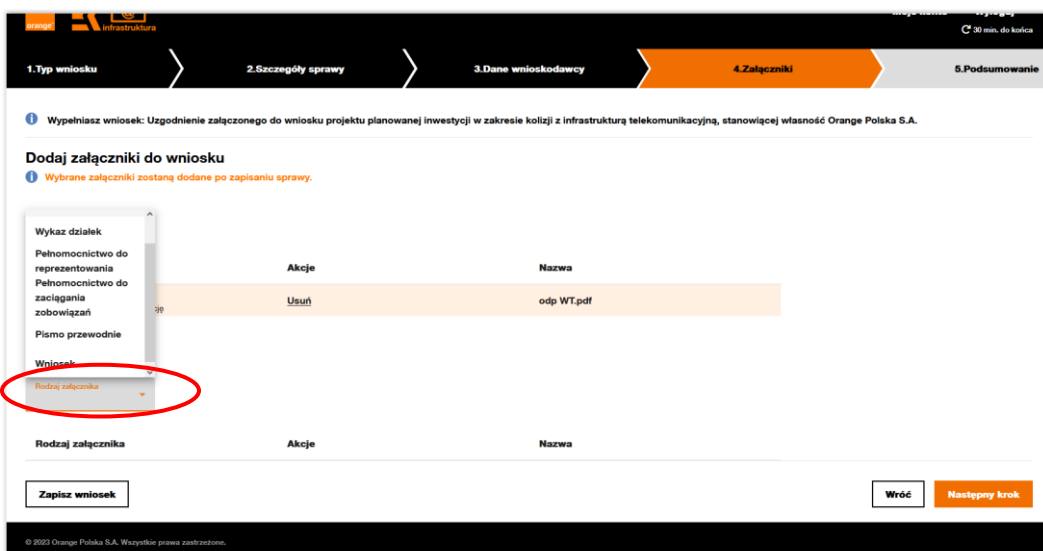 orange
infrastruktura
Moje konto Wyloguj
30 min. do końca
1.Typ wniosku
2.Szczegóły sprawy
3.Dane wnioskodawcy
4.Załączniki
5.Podsumowanie
Wypełniasz wniosek: Uzgodnienie załączonego do wniosku projektu planowanej inwestycji w zakresie kolizji z infrastrukturą telekomunikacyjną, stanowiącej własność Orange Polska S.A.
Dodaj załączniki do wniosku
Wybrane załączniki zostaną dodane po zapisaniu sprawy.
Wykaz działek
Pełnomocnictwo do
reprezentowania
Pełnomocnictwo do
zaciągania
zobowiązań
Pismo przewodnie
Wniosek
Akcje Nazwa
Usuń odp WT.pdf
Rodzaj załącznika
Rodzaj załącznika Akcje Nazwa
Zapisz wniosek
Wróć
Następny krok
© 2023 Orange Polska S.A. Wszystkie prawa zastrzeżone.